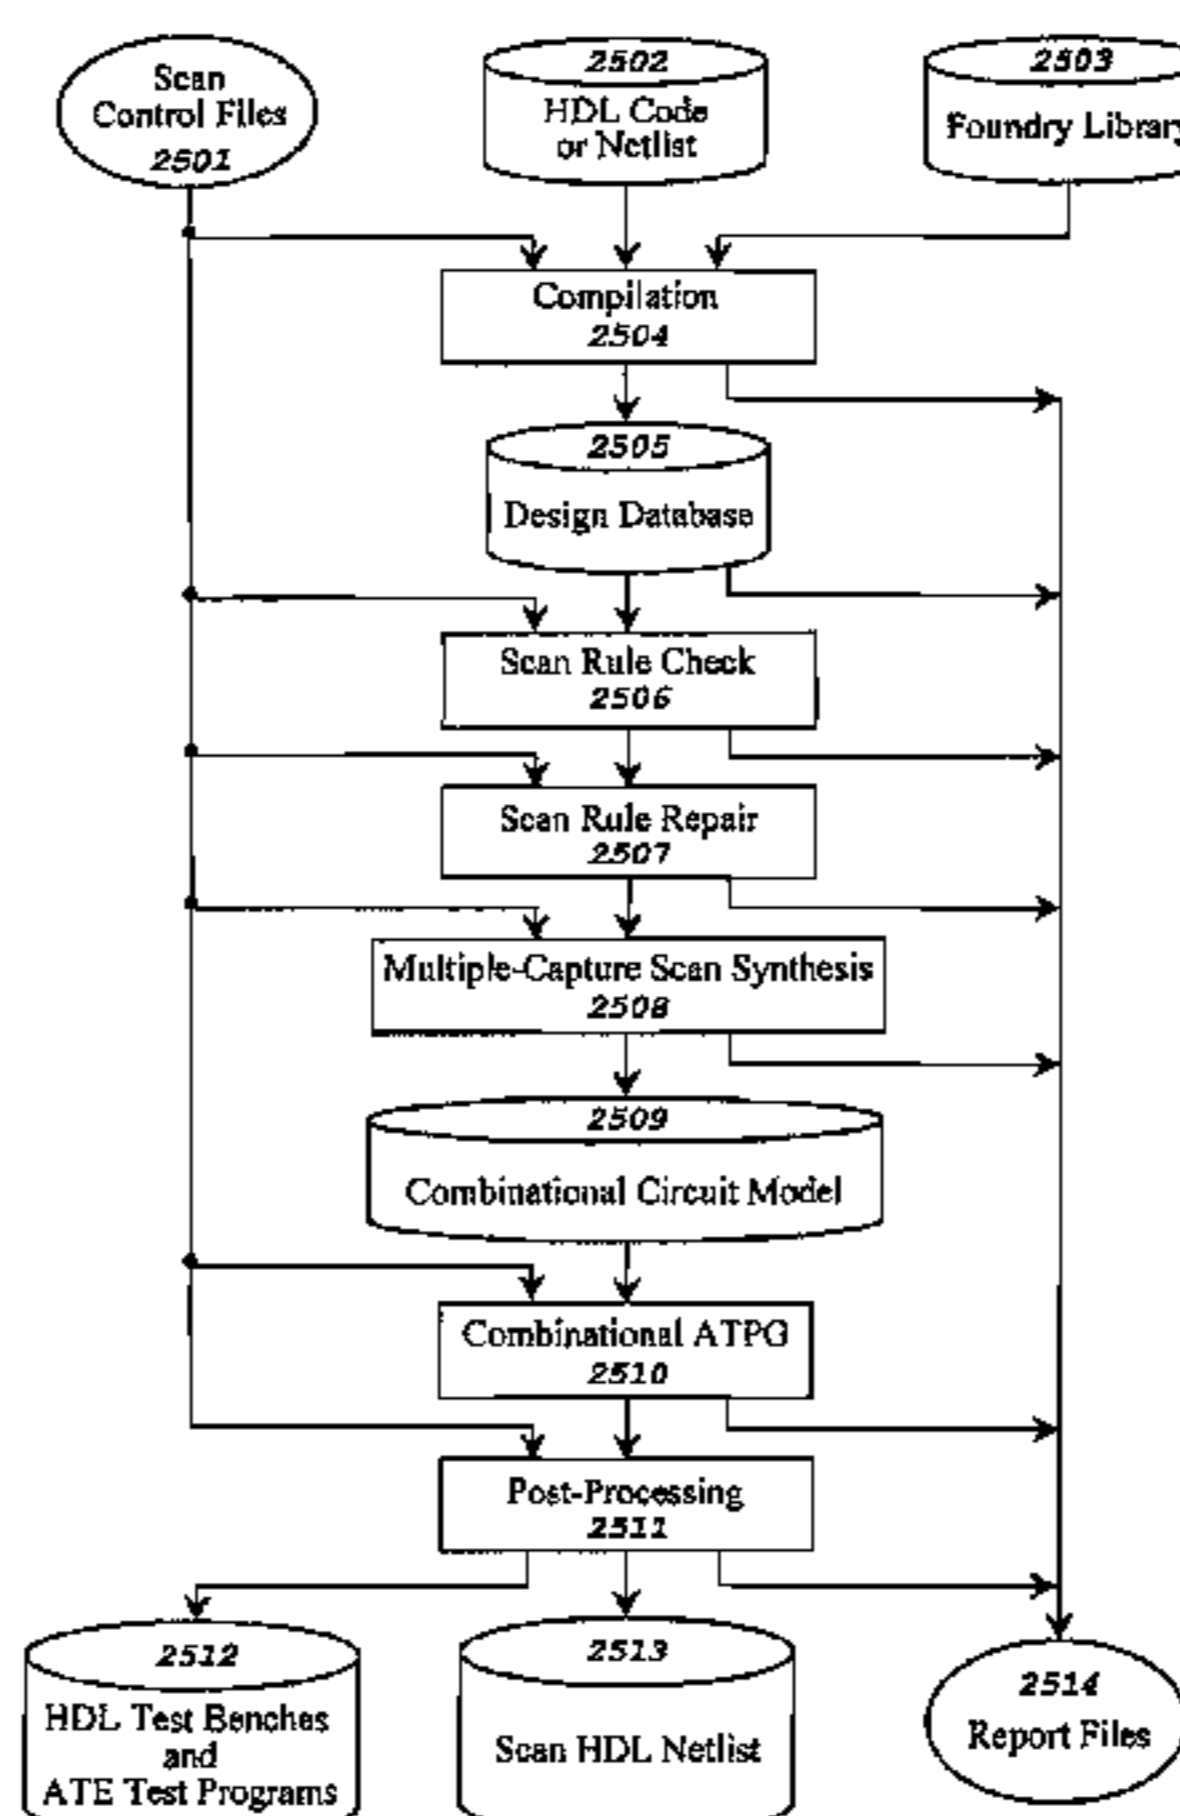 Scan
Control Files
2501
2502
HDL Code
or Netlist
2503
Foundry Library
Compilation
2504
2505
Design Database
Scan Rule Check
2506
Scan Rule Repair
2507
Multiple-Capture Scan Synthesis
2508
2509
Combinational Circuit Model
Combinational ATPG
2510
Post-Processing
2511
2512
HDL Test Benches
and
ATE Test Programs
2513
Scan HDL Netlist
2514
Report Files